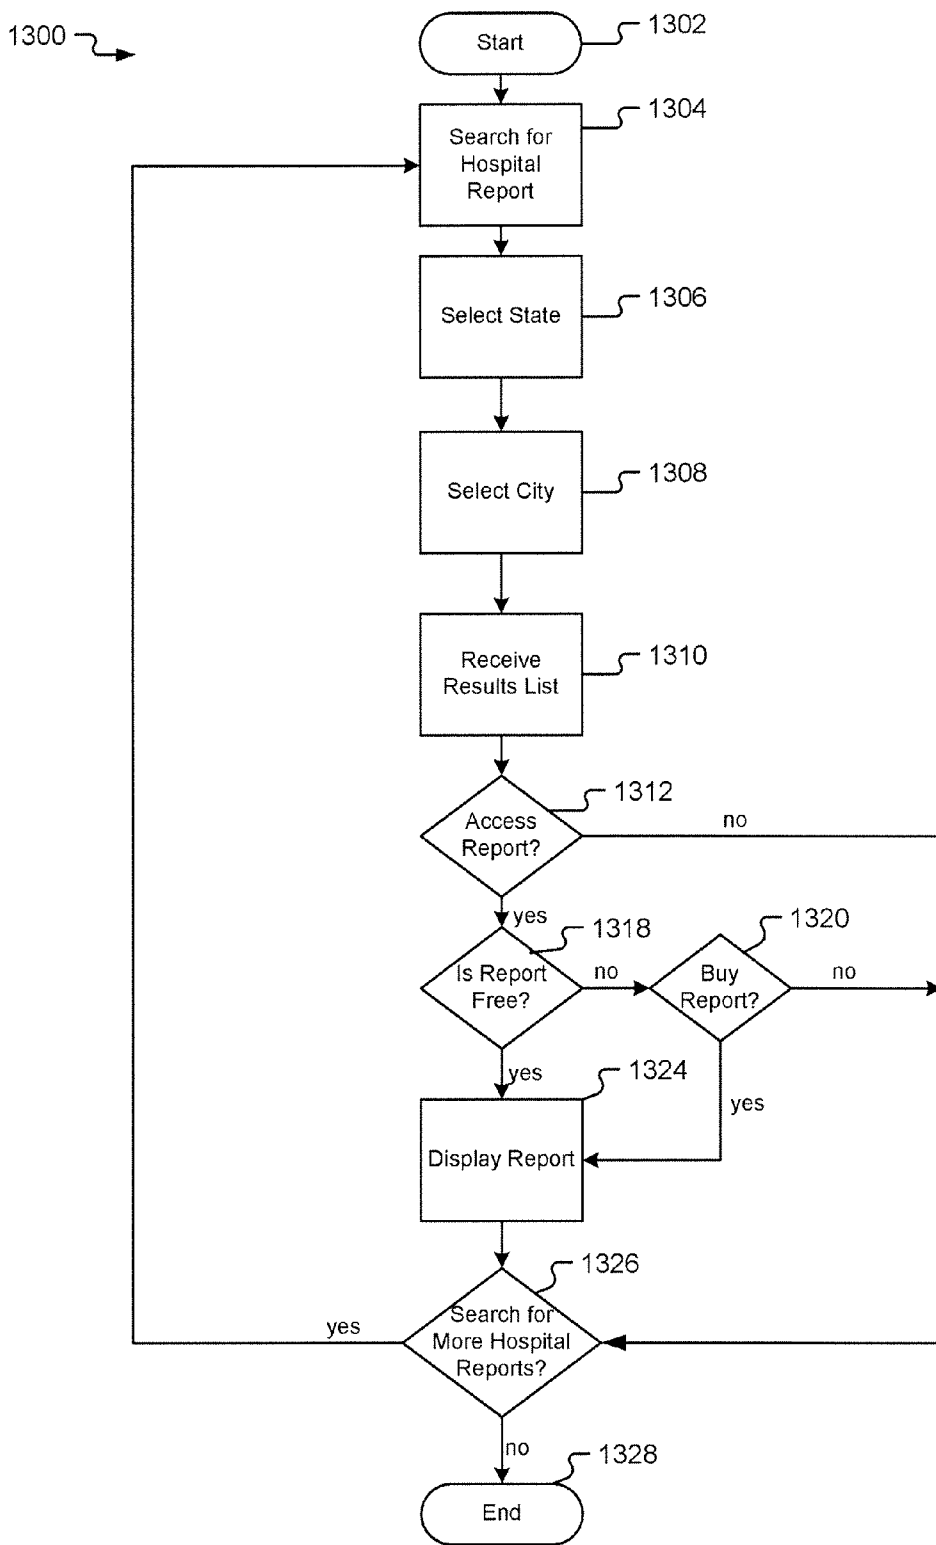 1300
Start
1302
Search for
Hospital
Report
1304
Select State
1306
Select City
1308
Receive
Results List
1310
Access
Report?
1312
no
yes
Is Report
Free?
1318
no
Buy
Report?
1320
no
yes
yes
Display Report
1324
Search for
More Hospital
Reports?
1326
yes
no
End
1328